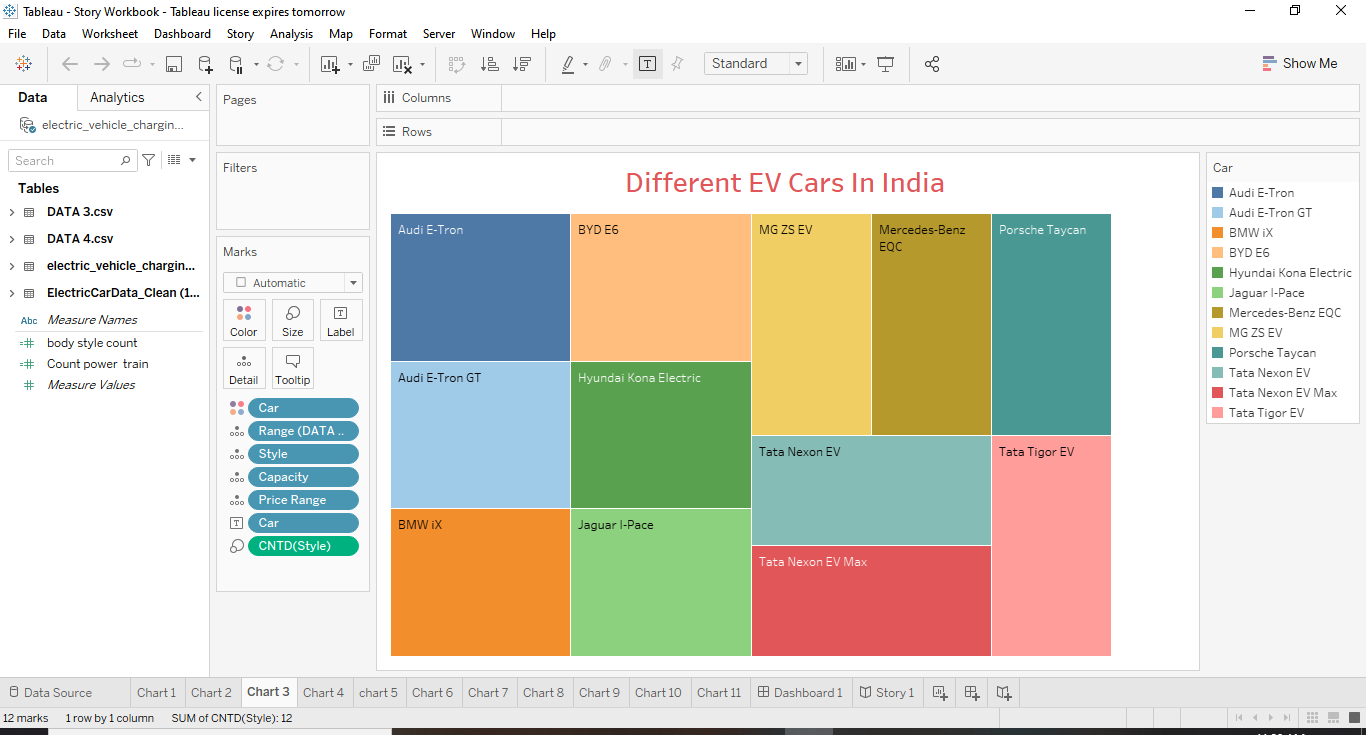 Tableau - Story Workbook - Tableau license expires tomorrow
File Data Worksheet Dashboard Story Analysis Map Format Server Window Help
Standard
Show Me
Data Analytics
electric_vehicle_chargin...
Search
Tables
DATA 3.csv
DATA 4.csv
electric_vehicle_chargin...
ElectricCarData_Clean (1...
Abc Measure Names
body style count
Count power train
Measure Values
Pages
Filters
Marks
Automatic
Color Size Label
Detail Tooltip
Car
Range (DATA ..
Style
Capacity
Price Range
Car
CNTD(Style)
Columns
Rows
Different EV Cars In India
Audi E-Tron
BYD E6
MG ZS EV
Mercedes-Benz
EQC
Porsche Taycan
Audi E-Tron GT
Hyundai Kona Electric
Tata Nexon EV
Tata Tigor EV
BMW iX
Jaguar I-Pace
Tata Nexon EV Max
Car
Audi E-Tron
Audi E-Tron GT
BMW iX
BYD E6
Hyundai Kona Electric
Jaguar I-Pace
Mercedes-Benz EQC
MG ZS EV
Porsche Taycan
Tata Nexon EV
Tata Nexon EV Max
Tata Tigor EV
Data Source Chart 1 Chart 2 Chart 3 Chart 4 chart 5 Chart 6 Chart 7 Chart 8 Chart 9 Chart 10 Chart 11 Dashboard 1 Story 1
12 marks 1 row by 1 column SUM of CNTD(Style): 12